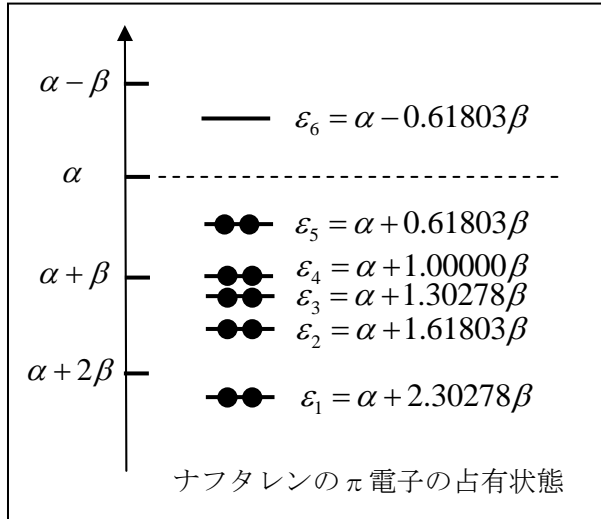 α − β
ε₆ = α − 0.61803β
α
ε₅ = α + 0.61803β
ε₄ = α + 1.00000β
α + β
ε₃ = α + 1.30278β
ε₂ = α + 1.61803β
α + 2β
ε₁ = α + 2.30278β
ナフタレンのπ電子の占有状態